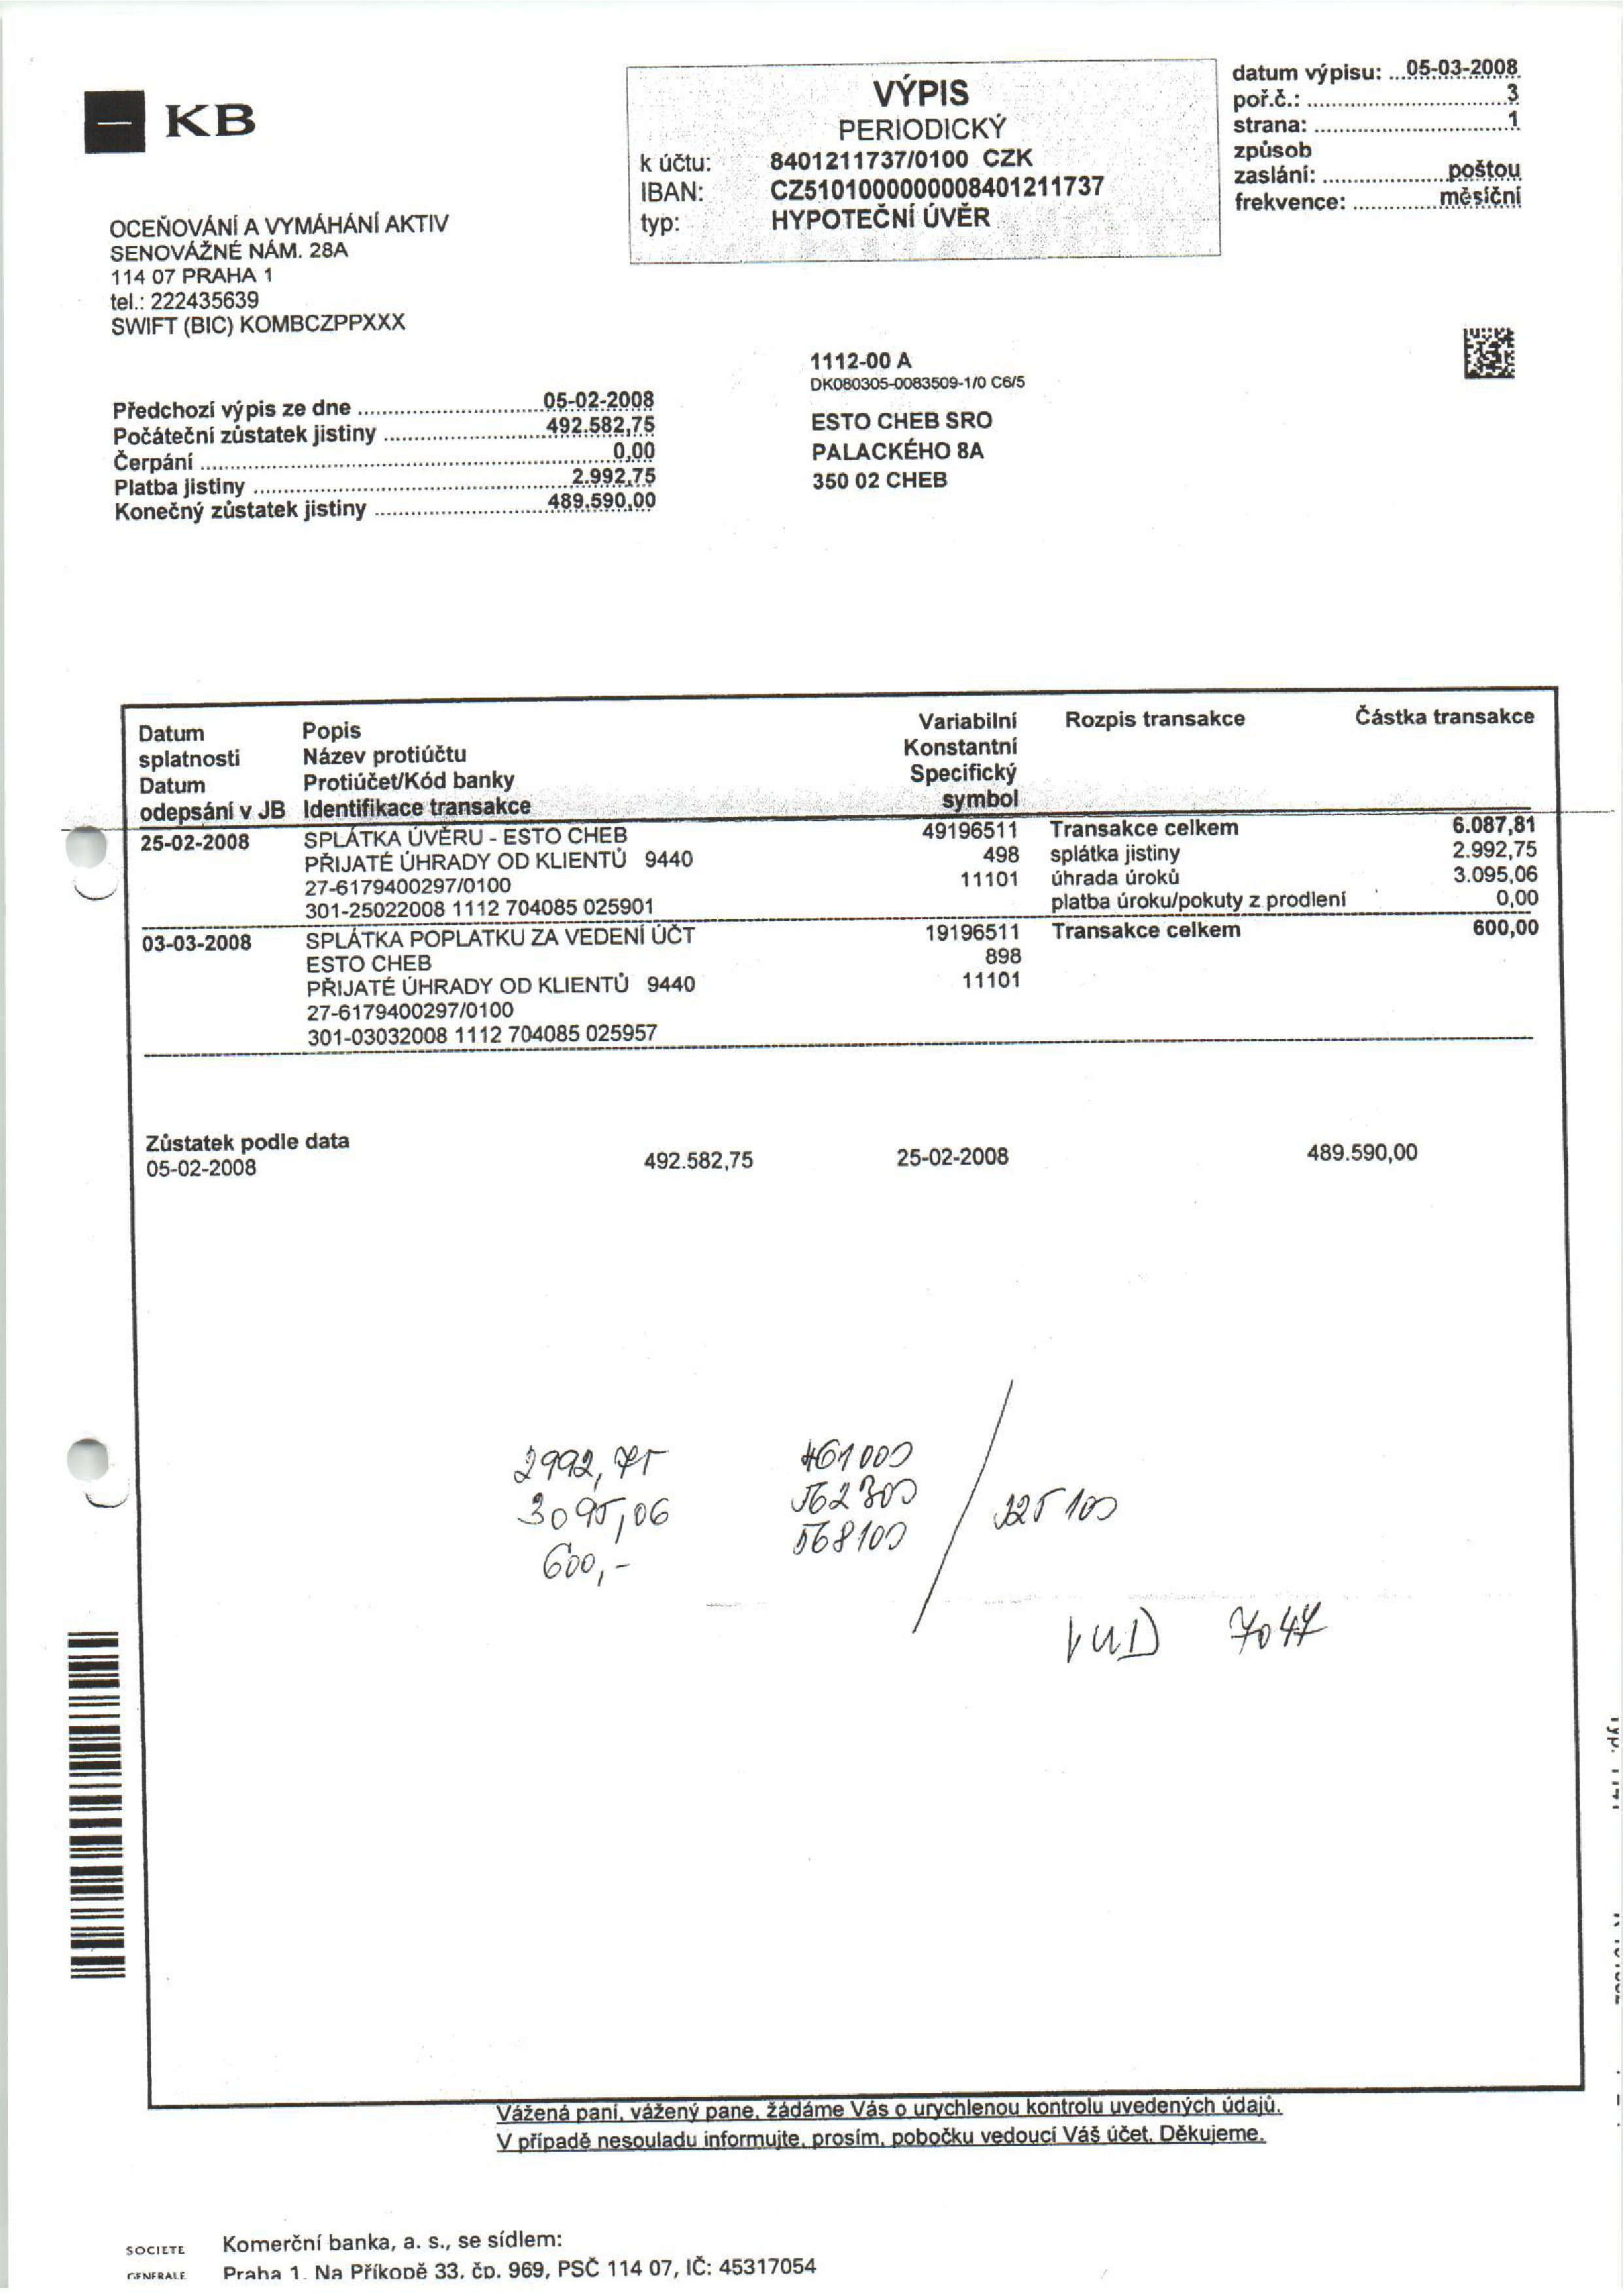 KB
VÝPIS
PERIODICKÝ
k účtu: 8401211737/0100 CZK
IBAN: CZ5101000000008401211737
typ: HYPOTEČNÍ ÚVĚR
datum výpisu: ...05-03-2008
poř.č.: ..............................3
strana: .............................1
způsob
zaslání: ..................poštou
frekvence: ............měsíční
OCEŇOVÁNÍ A VYMÁHÁNÍ AKTIV
SENOVÁŽNÉ NÁM. 28A
114 07 PRAHA 1
tel.: 222435639
SWIFT (BIC) KOMBCZPPXXX
1112-00 A
DK080305-0083509-1/0 C6/5
ESTO CHEB SRO
PALACKÉHO 8A
350 02 CHEB
Předchozí výpis ze dne ........................... 05-02-2008
Počáteční zůstatek jistiny ....................... 492.582,75
Čerpání ................................................. 0,00
Platba jistiny ........................................ 2.992,75
Konečný zůstatek jistiny ......................... 489.590,00
Datum Popis Variabilní Rozpis transakce Částka transakce
splatnosti Název protiúčtu Konstantní
Datum Protiúčet/Kód banky Specifický
odepsání v JB Identifikace transakce symbol
25-02-2008 SPLÁTKA ÚVĚRU - ESTO CHEB 49196511 Transakce celkem 6.087,81
PŘIJATÉ ÚHRADY OD KLIENTŮ 9440 498 splátka jistiny 2.992,75
27-6179400297/0100 11101 úhrada úroků 3.095,06
301-25022008 1112 704085 025901 platba úroku/pokuty z prodlení 0,00
03-03-2008 SPLÁTKA POPLATKU ZA VEDENÍ ÚČT 19196511 Transakce celkem 600,00
ESTO CHEB 898
PŘIJATÉ ÚHRADY OD KLIENTŮ 9440 11101
27-6179400297/0100
301-03032008 1112 704085 025957
Zůstatek podle data
05-02-2008 492.582,75 25-02-2008 489.590,00
2992,75 461000
3095,06 562300 / 325100
600,- 568100
VUD 7047
Vážená paní, vážený pane, žádáme Vás o urychlenou kontrolu uvedených údajů.
V případě nesouladu informujte, prosím, pobočku vedoucí Váš účet. Děkujeme.
SOCIETE Komerční banka, a. s., se sídlem:
GENERALE Praha 1, Na Příkopě 33, čp. 969, PSČ 114 07, IČ: 45317054